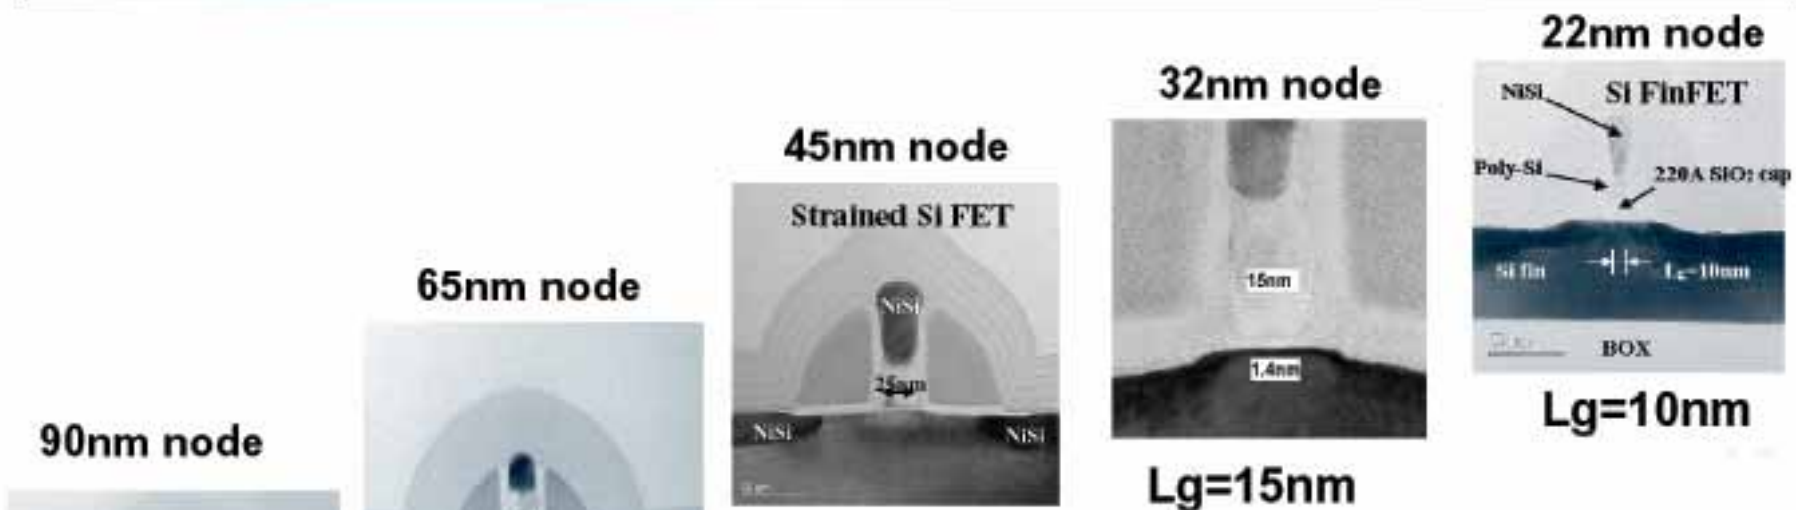 22nm node
NiSi
Si FinFET
Poly-Si
220A SiO₂ cap
Si fin
Lg=10nm
BOX
Lg=10nm
32nm node
15nm
1.4nm
Lg=15nm
45nm node
Strained Si FET
NiSi
25nm
NiSi
NiSi
65nm node
90nm node